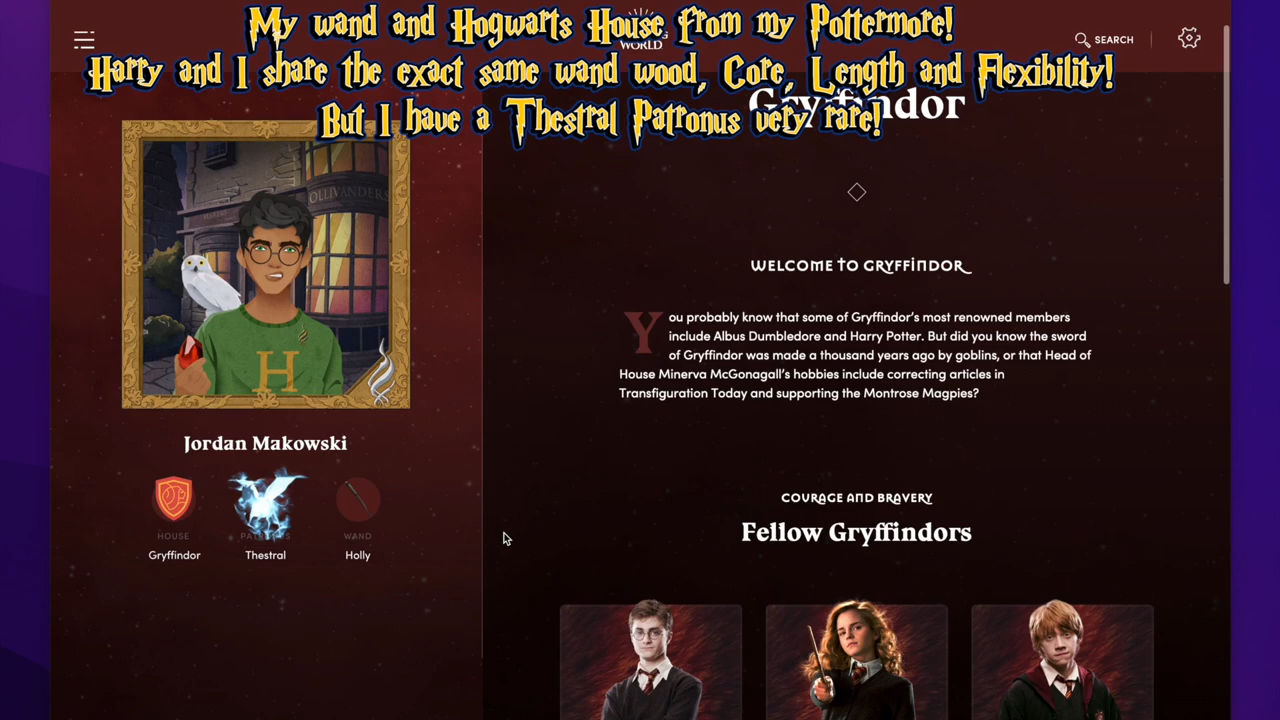 My wand and Hogwarts House from my Pottermore!
Harry and I share the exact same wand wood, Core, Length and Flexibility!
But I have a Thestral Patronus very rare!
WORLD
SEARCH
Gryffindor
OLLIVANDERS
H
Jordan Makowski
HOUSE
PATRONUS
WAND
Gryffindor
Thestral
Holly
WELCOME TO GRYFFINDOR
You probably know that some of Gryffindor's most renowned members
include Albus Dumbledore and Harry Potter. But did you know the sword
of Gryffindor was made a thousand years ago by goblins, or that Head of
House Minerva McGonagall's hobbies include correcting articles in
Transfiguration Today and supporting the Montrose Magpies?
COURAGE AND BRAVERY
Fellow Gryffindors